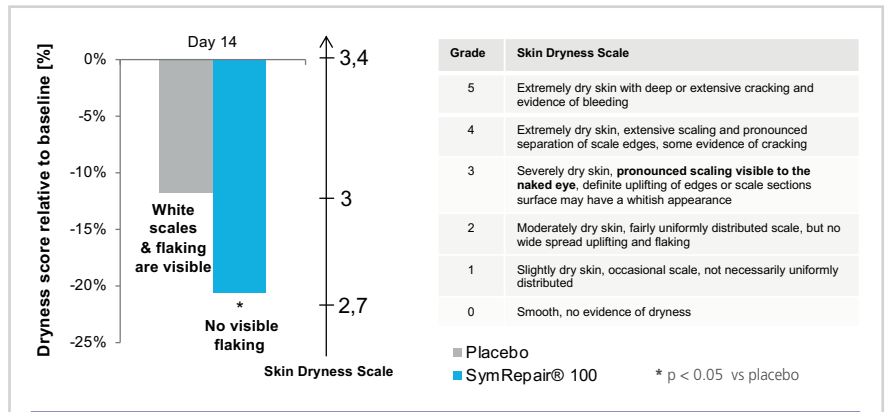 Dryness score relative to baseline [%]
Day 14
0%
-5%
-10%
-15%
-20%
-25%
White
scales
& flaking
are visible
*
No visible
flaking
3,4
3
2,7
Skin Dryness Scale
Grade Skin Dryness Scale
5 Extremely dry skin with deep or extensive cracking and
evidence of bleeding
4 Extremely dry skin, extensive scaling and pronounced
separation of scale edges, some evidence of cracking
3 Severely dry skin, pronounced scaling visible to the
naked eye, definite uplifting of edges or scale sections
surface may have a whitish appearance
2 Moderately dry skin, fairly uniformly distributed scale, but no
wide spread uplifting and flaking
1 Slightly dry skin, occasional scale, not necessarily uniformly
distributed
0 Smooth, no evidence of dryness
Placebo
SymRepair® 100
* p < 0.05 vs placebo